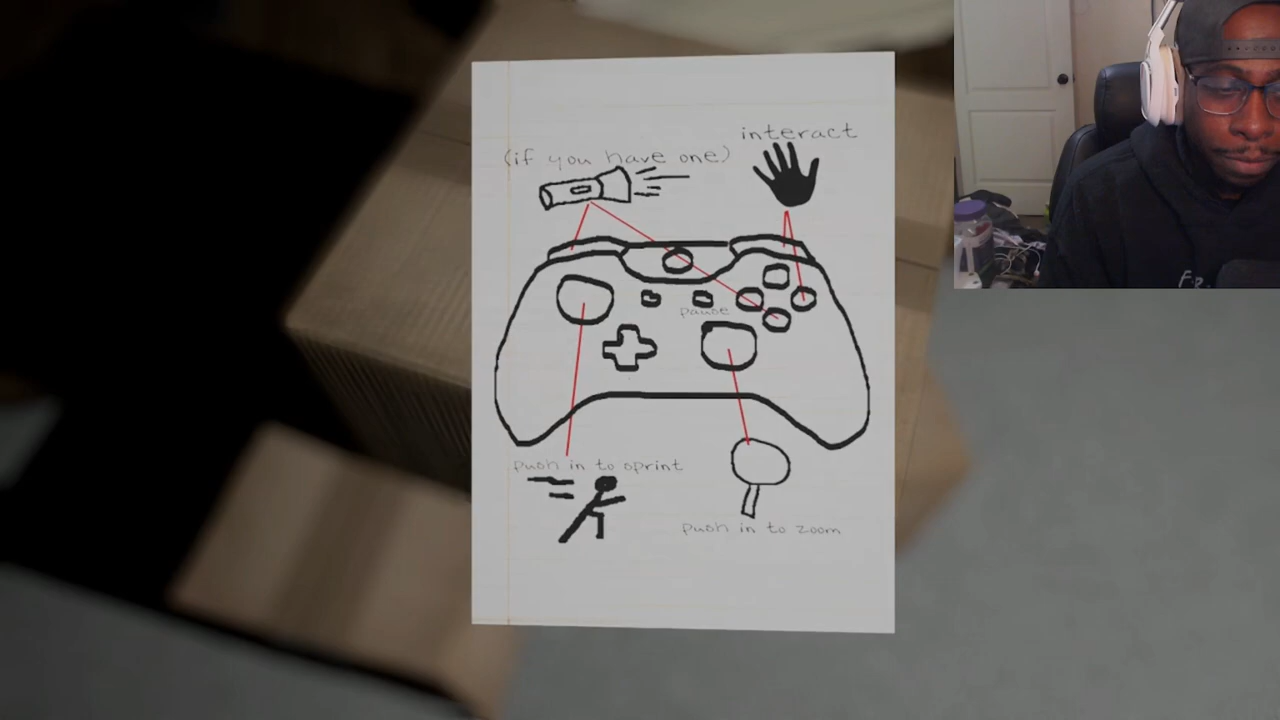 interact
(if you have one)
pause
push in to sprint
push in to zoom